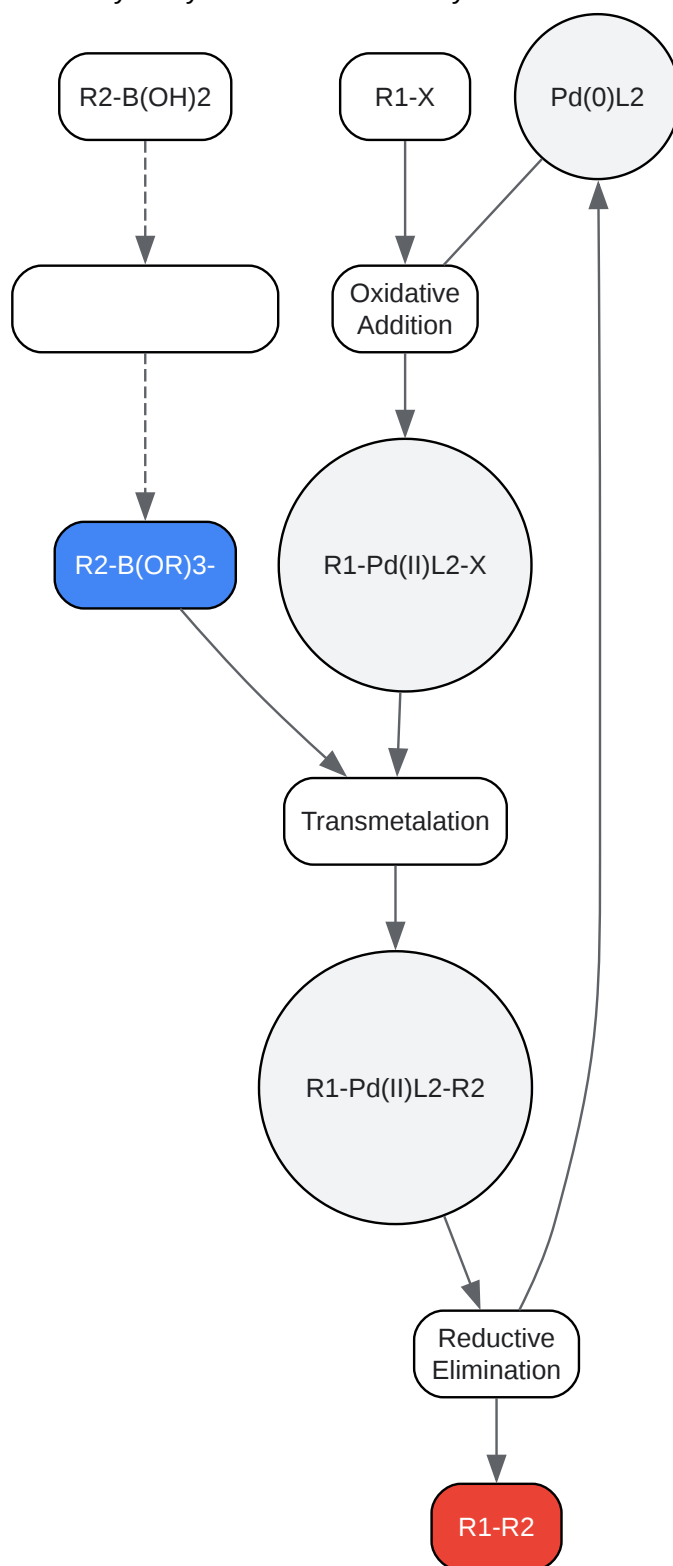 R2-B(OH)2
R1-X
Pd(0)L2
Oxidative
Addition
R2-B(OR)3-
R1-Pd(II)L2-X
Transmetalation
R1-Pd(II)L2-R2
Reductive
Elimination
R1-R2